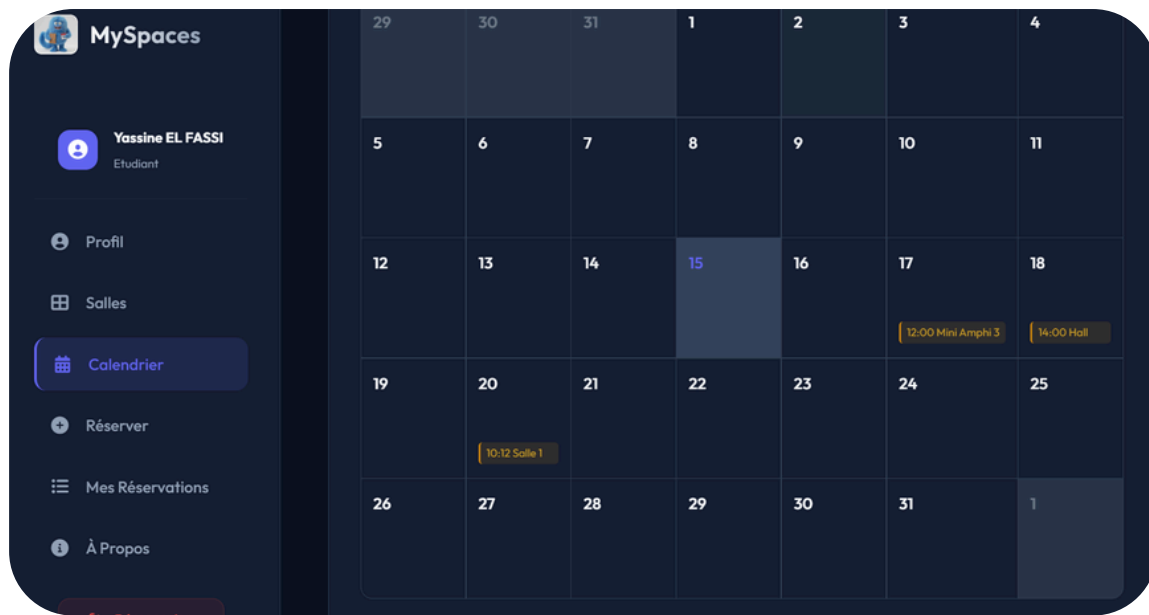 MySpaces
Yassine EL FASSI
Etudiant
Profil
Salles
Calendrier
Réserver
Mes Réservations
À Propos
29 30 31 1 2 3 4
5 6 7 8 9 10 11
12 13 14 15 16 17 18
12:00 Mini Amphi 3 14:00 Hall
19 20 21 22 23 24 25
10:12 Salle 1
26 27 28 29 30 31 1